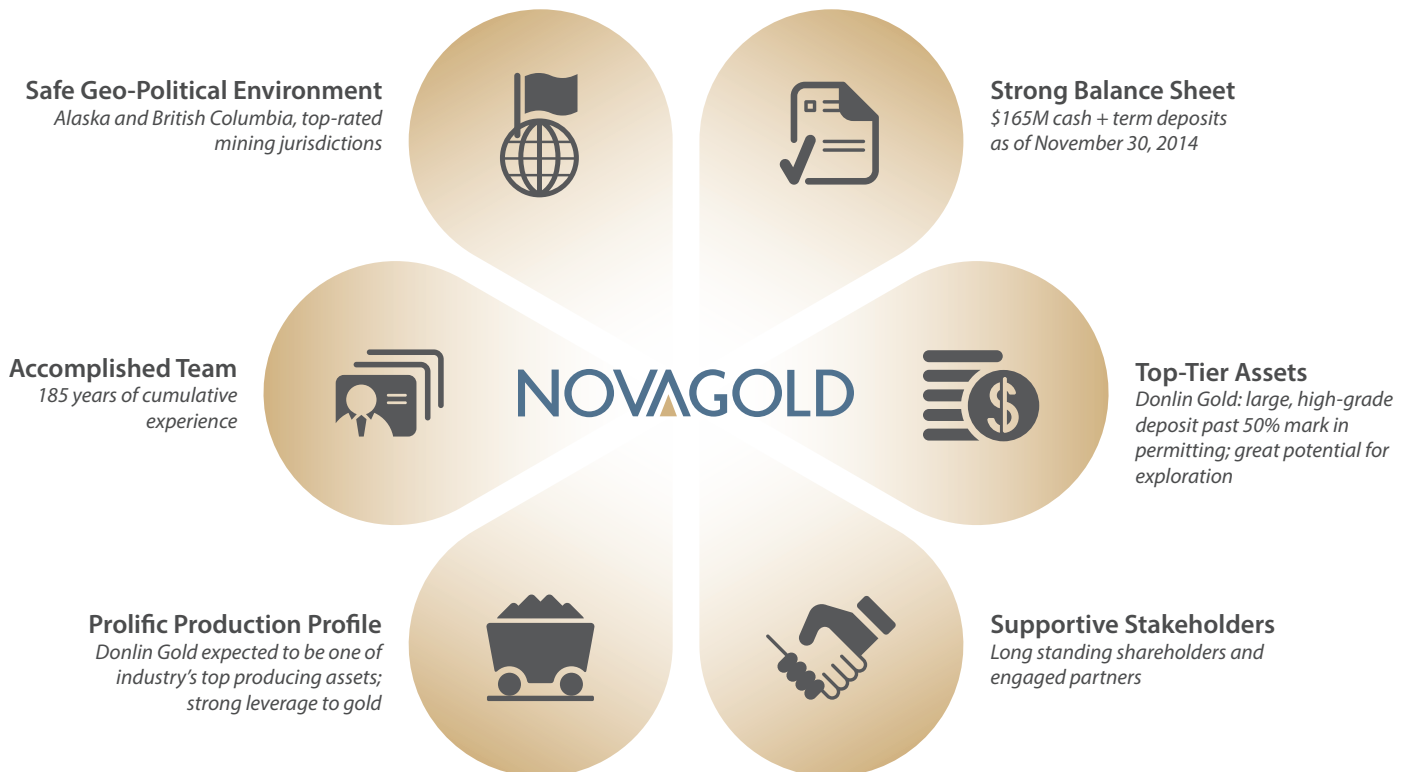 Safe Geo-Political Environment
Alaska and British Columbia, top-rated
mining jurisdictions
Strong Balance Sheet
$165M cash + term deposits
as of November 30, 2014
Accomplished Team
185 years of cumulative
experience
NOVAGOLD
$
Top-Tier Assets
Donlin Gold: large, high-grade
deposit past 50% mark in
permitting; great potential for
exploration
Prolific Production Profile
Donlin Gold expected to be one of
industry’s top producing assets;
strong leverage to gold
Supportive Stakeholders
Long standing shareholders and
engaged partners